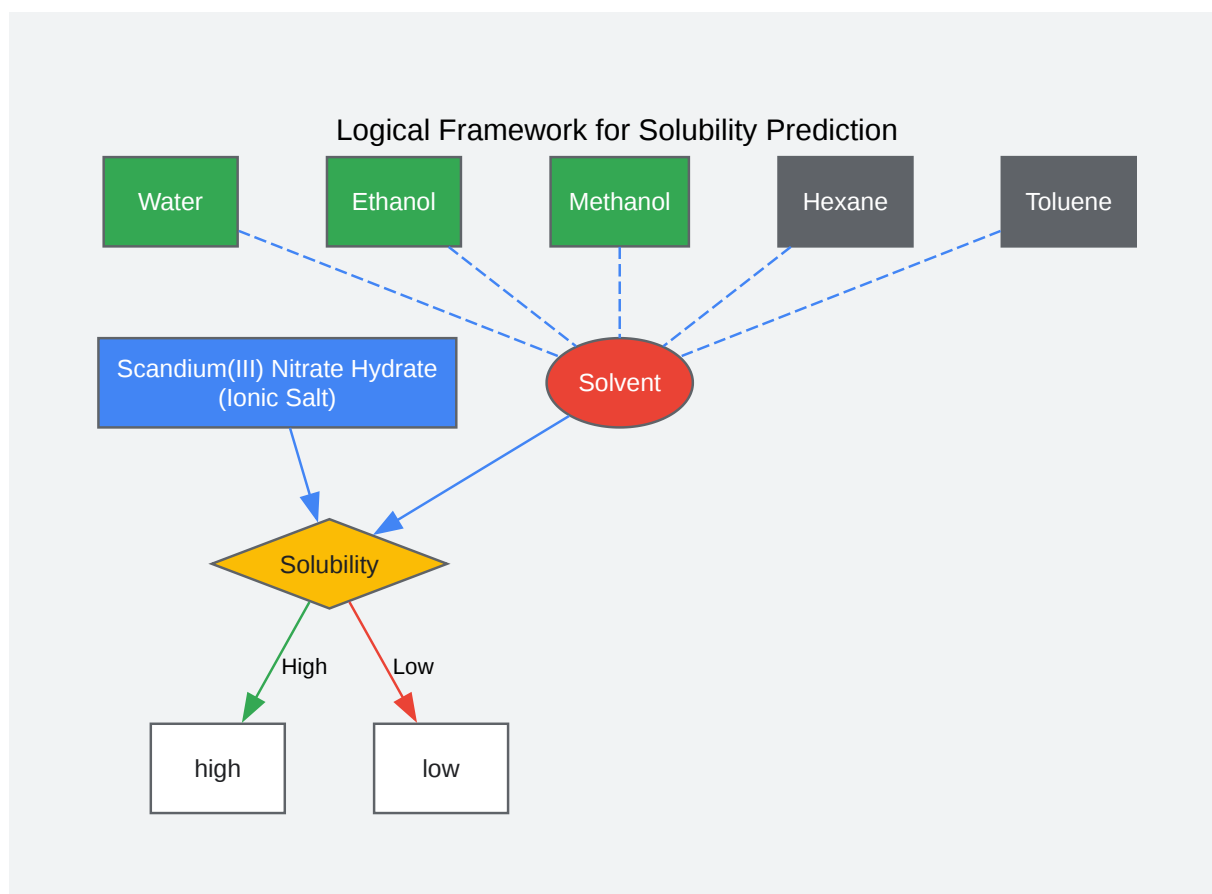 Logical Framework for Solubility Prediction
Water
Ethanol
Methanol
Hexane
Toluene
Scandium(III) Nitrate Hydrate
(Ionic Salt)
Solvent
Solubility
High
Low
high
low